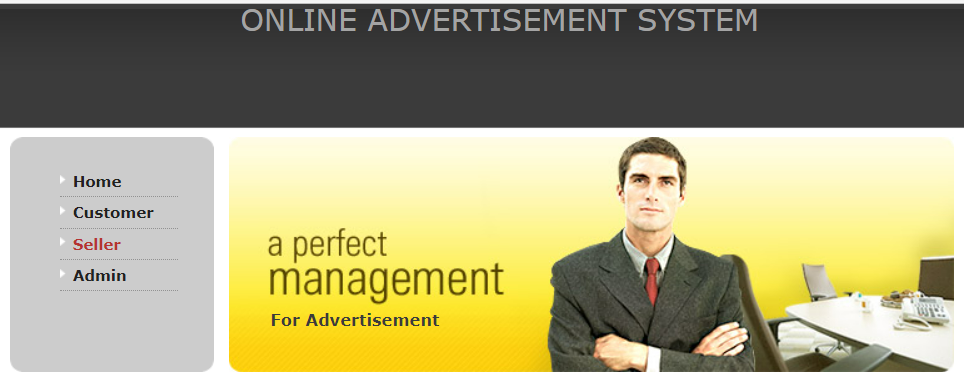 ONLINE ADVERTISEMENT SYSTEM
Home
Customer
Seller
Admin
a perfect
management
For Advertisement